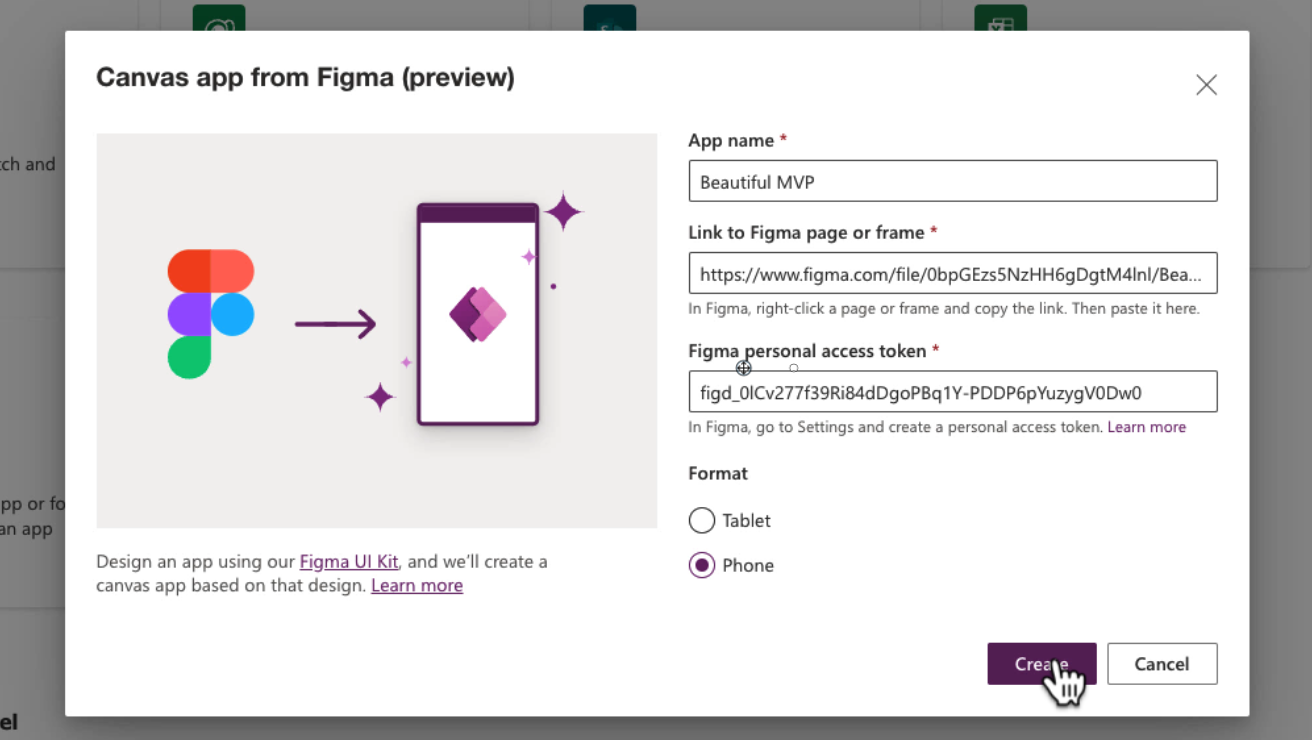 Canvas app from Figma (preview)
App name *
Beautiful MVP
Link to Figma page or frame *
https://www.figma.com/file/0bpGEzs5NzHH6gDgtM4lnl/Bea...
In Figma, right-click a page or frame and copy the link. Then paste it here.
Figma personal access token *
figd_0lCv277f39Ri84dDgoPBq1Y-PDDP6pYuzygV0Dw0
In Figma, go to Settings and create a personal access token. Learn more
Format
Tablet
Phone
Design an app using our Figma UI Kit, and we’ll create a
canvas app based on that design. Learn more
Create
Cancel
tch and
pp or fo
an app
el